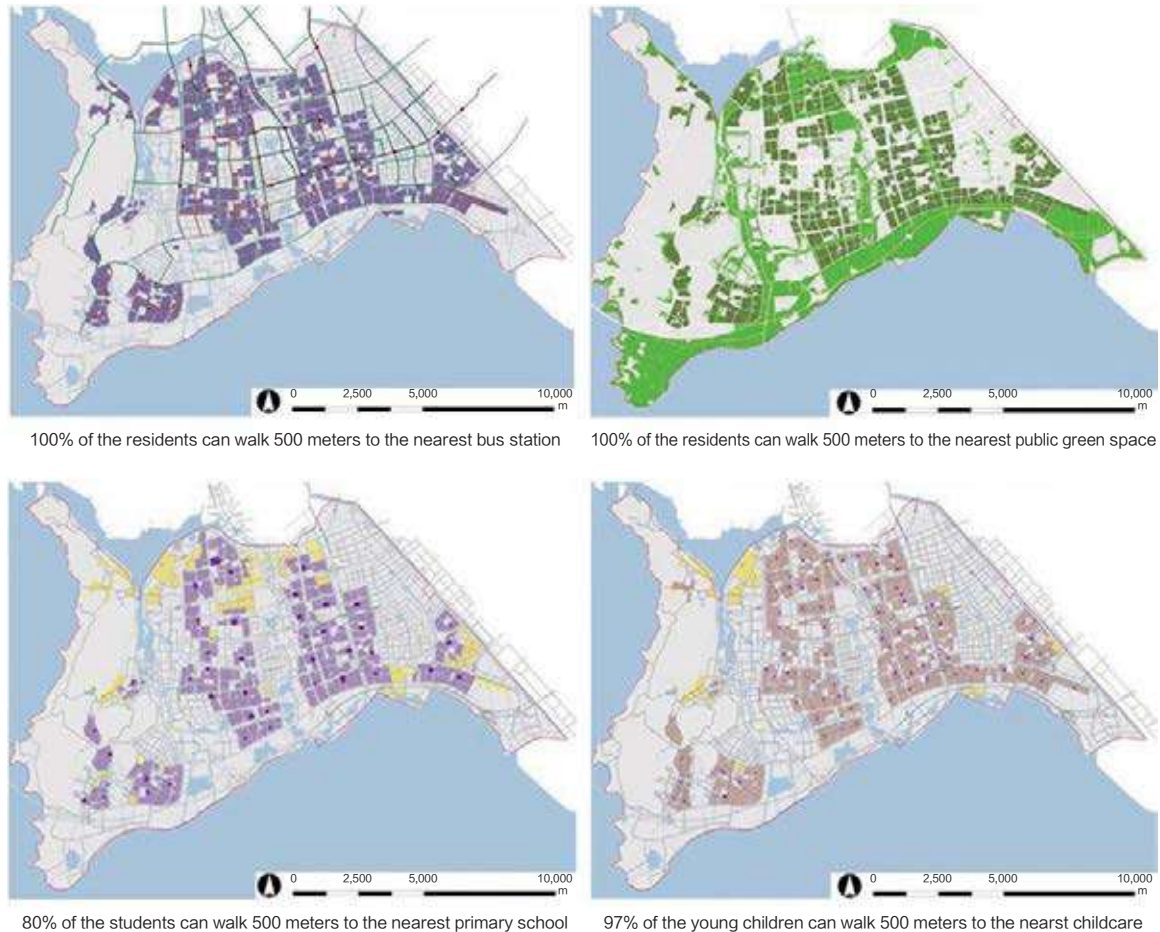 0 2,500 5,000 10,000
m
0 2,500 5,000 10,000
m
100% of the residents can walk 500 meters to the nearest bus station
100% of the residents can walk 500 meters to the nearest public green space
0 2,500 5,000 10,000
m
0 2,500 5,000 10,000
m
80% of the students can walk 500 meters to the nearest primary school
97% of the young children can walk 500 meters to the nearst childcare